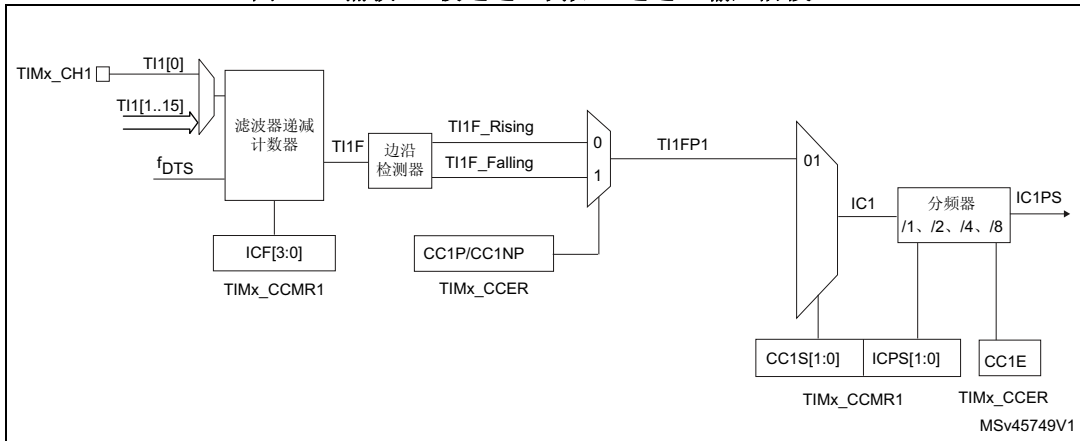 TIMx_CH1
TI1[0]
TI1[1..15]
fDTS
滤波器递减
计数器
ICF[3:0]
TIMx_CCMR1
TI1F
边沿
检测器
TI1F_Rising
TI1F_Falling
0
1
CC1P/CC1NP
TIMx_CCER
TI1FP1
01
IC1
分频器
/1、/2、/4、/8
IC1PS
CC1S[1:0]
ICPS[1:0]
TIMx_CCMR1
CC1E
TIMx_CCER
MSv45749V1